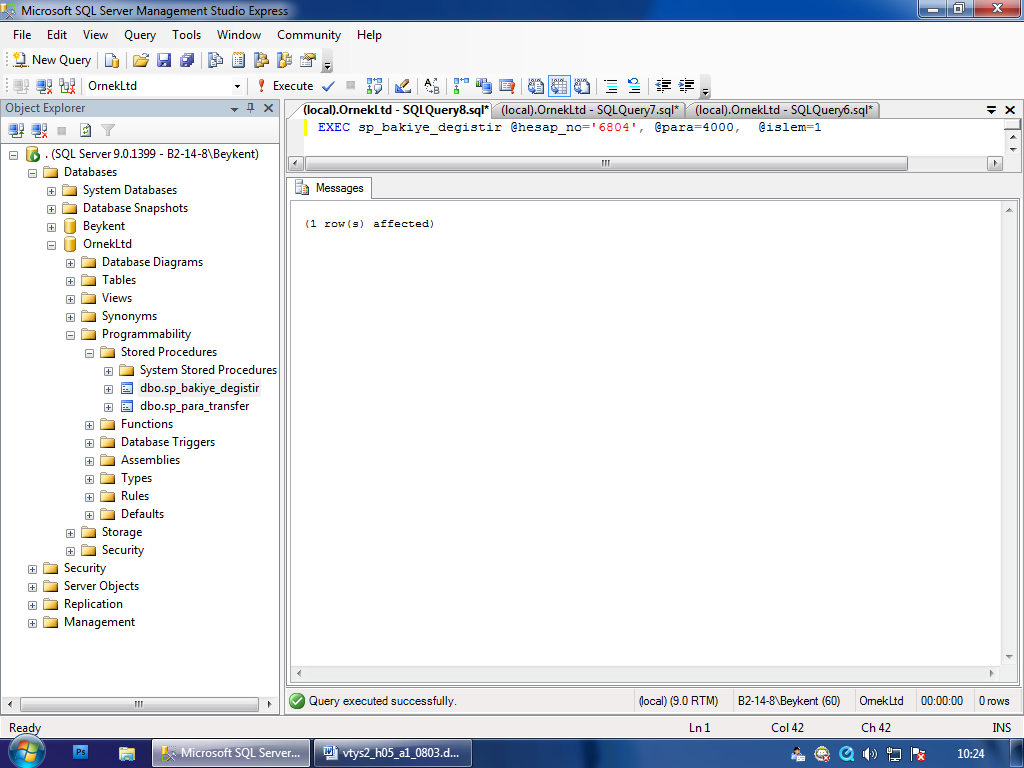 Microsoft SQL Server Management Studio Express
File Edit View Query Tools Window Community Help
New Query
OrnekLtd Execute
Object Explorer
(local).OrnekLtd - SQLQuery8.sql* (local).OrnekLtd - SQLQuery7.sql* (local).OrnekLtd - SQLQuery6.sql*
EXEC sp_bakiye_degistir @hesap_no='6804', @para=4000, @islem=1
. (SQL Server 9.0.1399 - B2-14-8\Beykent)
Databases
System Databases
Database Snapshots
Beykent
OrnekLtd
Database Diagrams
Tables
Views
Synonyms
Programmability
Stored Procedures
System Stored Procedures
dbo.sp_bakiye_degistir
dbo.sp_para_transfer
Functions
Database Triggers
Assemblies
Types
Rules
Defaults
Storage
Security
Security
Server Objects
Replication
Management
Messages
(1 row(s) affected)
Query executed successfully. (local) (9.0 RTM) B2-14-8\Beykent (60) OrnekLtd 00:00:00 0 rows
Ready Ln 1 Col 42 Ch 42 INS
Ps Microsoft SQL Server... vtys2_h05_a1_0803.d... 10:24